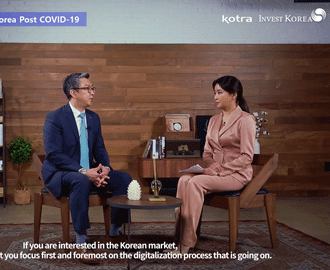 orea Post COVID-19
kotra INVEST KOREA
If you are interested in the Korean market,
t you focus first and foremost on the digitalization process that is going on.